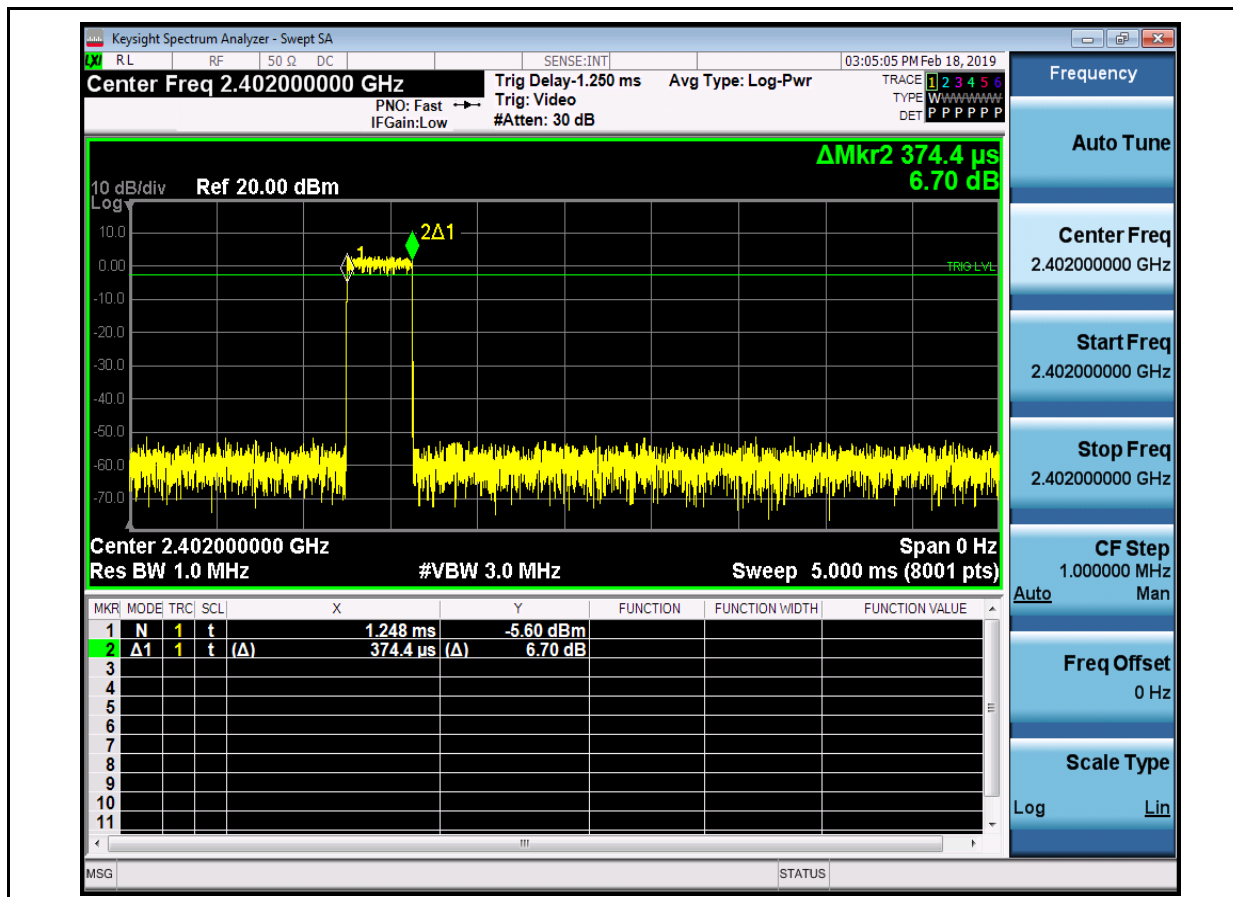 Keysight Spectrum Analyzer - Swept SA
LXI RL RF 50 Ω DC SENSE:INT 03:05:05 PM Feb 18, 2019
Center Freq 2.402000000 GHz Trig Delay-1.250 ms Avg Type: Log-Pwr TRACE 1 2 3 4 5 6
PNO: Fast Trig: Video TYPE WWWWWW
IFGain:Low #Atten: 30 dB DET P P P P P P
ΔMkr2 374.4 µs
6.70 dB
10 dB/div Ref 20.00 dBm
Log
10.0
2Δ1
1
0.00
TRIG LVL
-10.0
-20.0
-30.0
-40.0
-50.0
-60.0
-70.0
Center 2.402000000 GHz Span 0 Hz
Res BW 1.0 MHz #VBW 3.0 MHz Sweep 5.000 ms (8001 pts)
MKR MODE TRC SCL X Y FUNCTION FUNCTION WIDTH FUNCTION VALUE
1 N 1 t 1.248 ms -5.60 dBm
2 Δ1 1 t (Δ) 374.4 µs (Δ) 6.70 dB
3
4
5
6
7
8
9
10
11
MSG STATUS
Frequency
Auto Tune
Center Freq
2.402000000 GHz
Start Freq
2.402000000 GHz
Stop Freq
2.402000000 GHz
CF Step
1.000000 MHz
Auto Man
Freq Offset
0 Hz
Scale Type
Log Lin